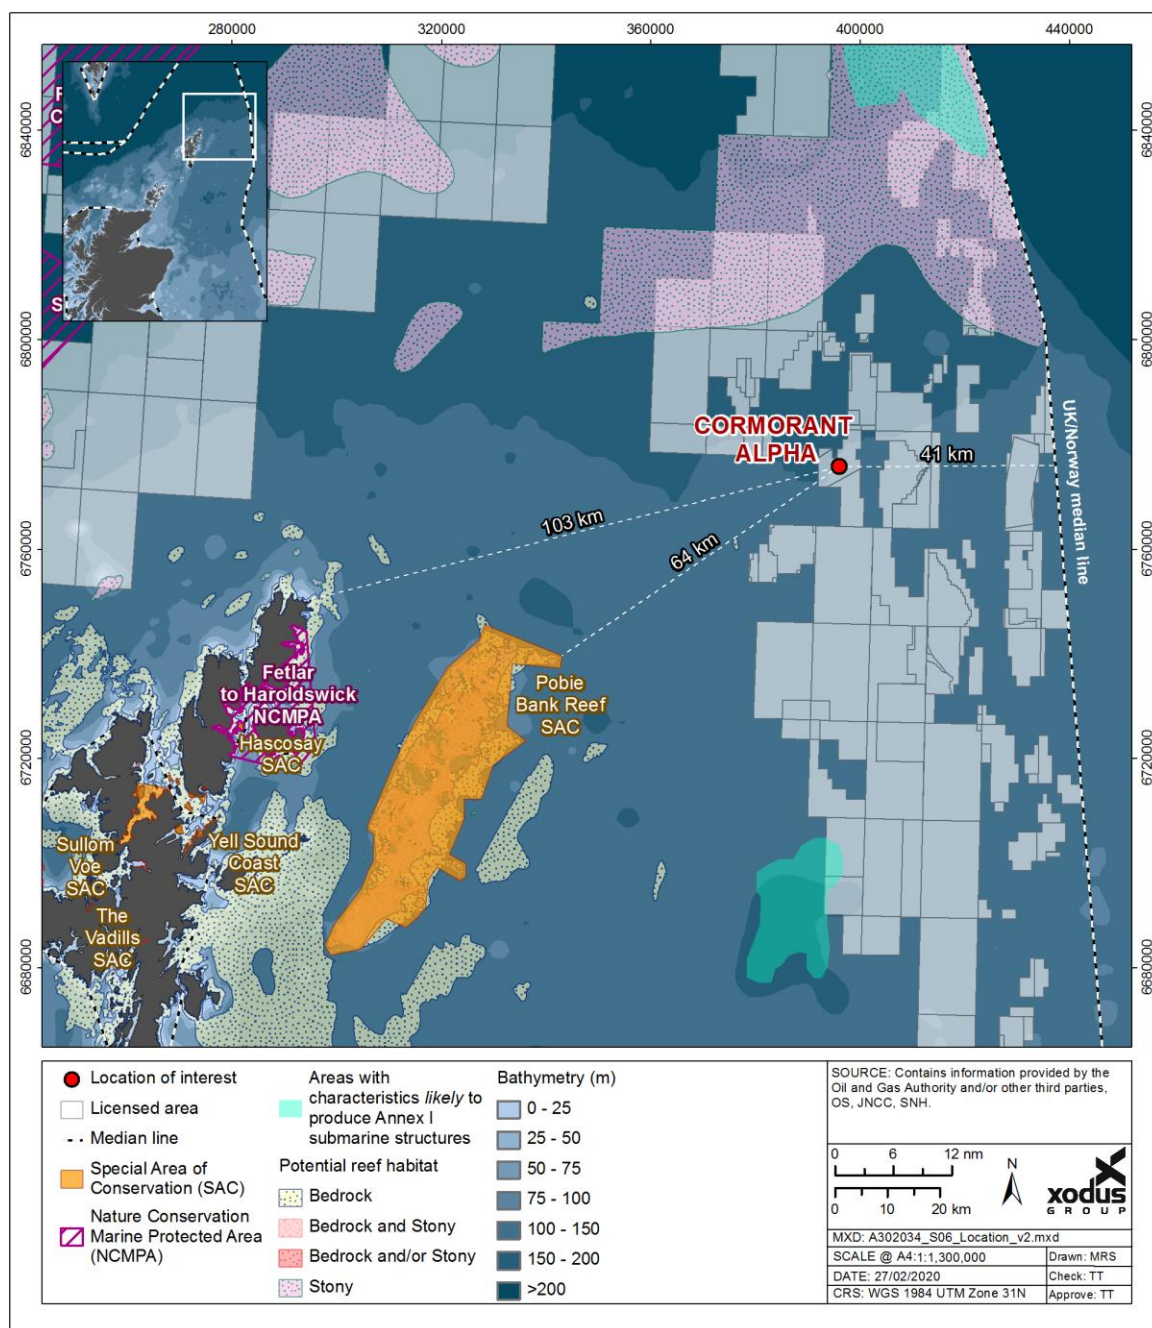 280000
320000
360000
400000
440000
6840000
6800000
6760000
6720000
6680000
6840000
6800000
6760000
6720000
6680000
CORMORANT
ALPHA
41 km
103 km
64 km
UK/Norway median line
Fetlar
to Haroldswick
NCMPA
Hascosay
SAC
Pobie
Bank Reef
SAC
Sullom
Voe
SAC
Yell Sound
Coast
SAC
The
Vadills
SAC
Location of interest
Licensed area
Median line
Special Area of
Conservation (SAC)
Nature Conservation
Marine Protected Area
(NCMPA)
Areas with
characteristics likely to
produce Annex I
submarine structures
Potential reef habitat
Bedrock
Bedrock and Stony
Bedrock and/or Stony
Stony
Bathymetry (m)
0 - 25
25 - 50
50 - 75
75 - 100
100 - 150
150 - 200
>200
SOURCE: Contains information provided by the
Oil and Gas Authority and/or other third parties,
OS, JNCC, SNH.
0 6 12 nm
0 10 20 km
N
xodus
GROUP
MXD: A302034_S06_Location_v2.mxd
SCALE @ A4:1:1,300,000
Drawn: MRS
DATE: 27/02/2020
Check: TT
CRS: WGS 1984 UTM Zone 31N
Approve: TT